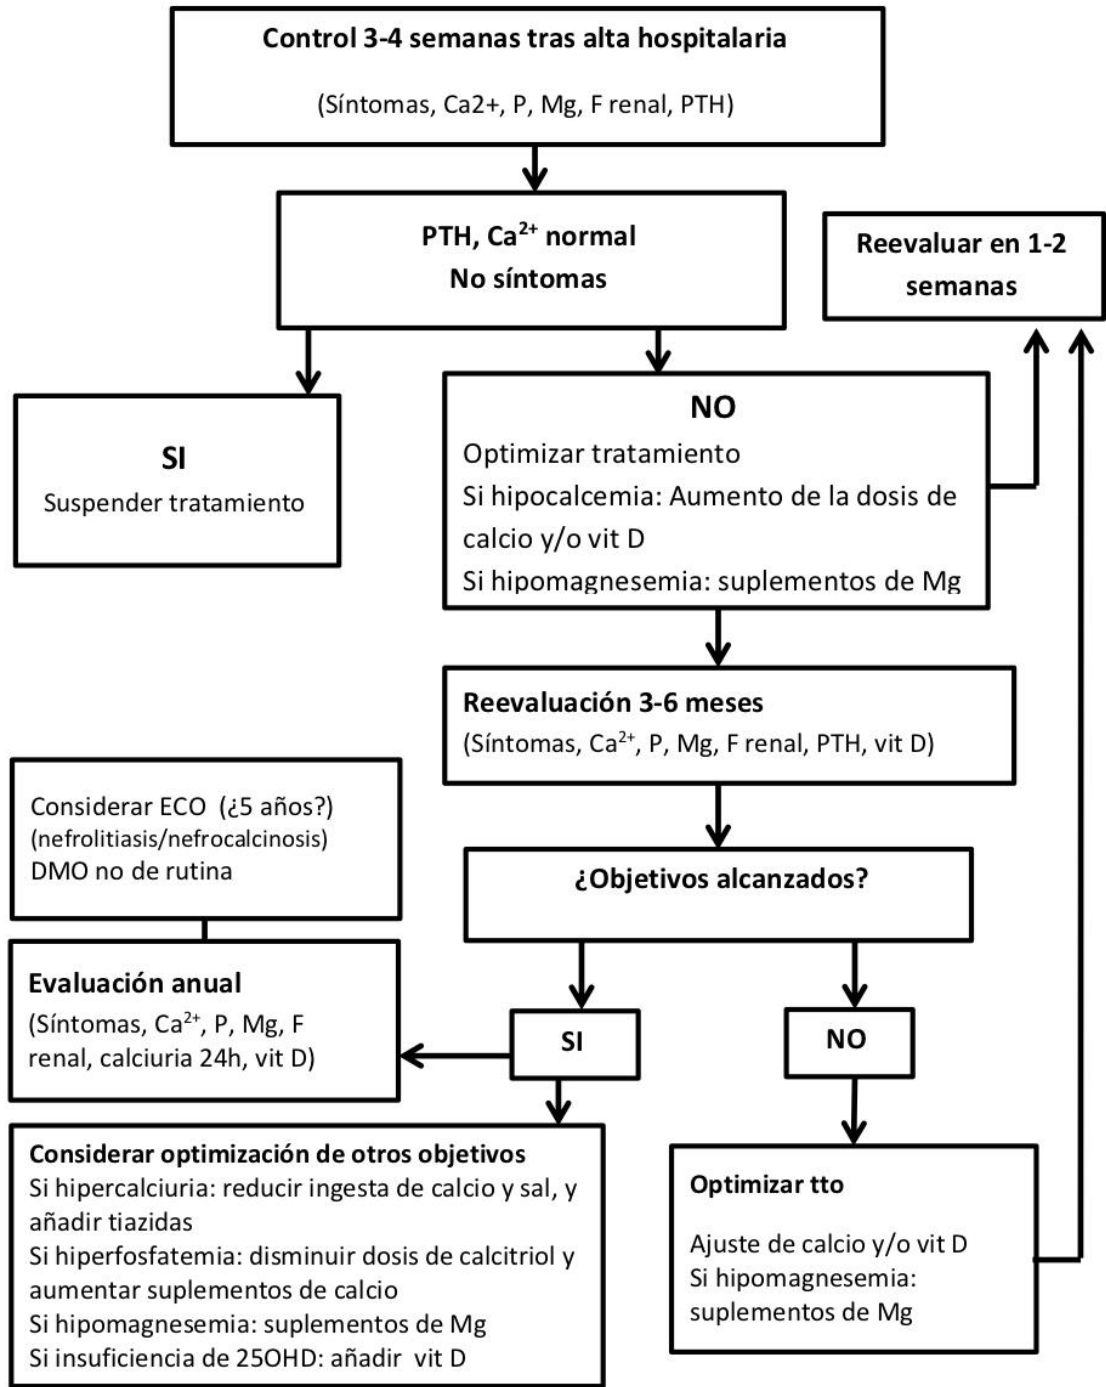 Control 3-4 semanas tras alta hospitalaria
(Síntomas, Ca2+, P, Mg, F renal, PTH)
PTH, Ca²⁺ normal
No síntomas
Reevaluar en 1-2
semanas
SI
Suspender tratamiento
NO
Optimizar tratamiento
Si hipocalcemia: Aumento de la dosis de
calcio y/o vit D
Si hipomagnesemia: suplementos de Mg
Reevaluación 3-6 meses
(Síntomas, Ca²⁺, P, Mg, F renal, PTH, vit D)
Considerar ECO (¿5 años?)
(nefrolitiasis/nefrocalcinosis)
DMO no de rutina
¿Objetivos alcanzados?
Evaluación anual
(Síntomas, Ca²⁺, P, Mg, F
renal, calciuria 24h, vit D)
SI
NO
Considerar optimización de otros objetivos
Si hipercalciuria: reducir ingesta de calcio y sal, y
añadir tiazidas
Si hiperfosfatemia: disminuir dosis de calcitriol y
aumentar suplementos de calcio
Si hipomagnesemia: suplementos de Mg
Si insuficiencia de 25OHD: añadir vit D
Optimizar tto
Ajuste de calcio y/o vit D
Si hipomagnesemia:
suplementos de Mg